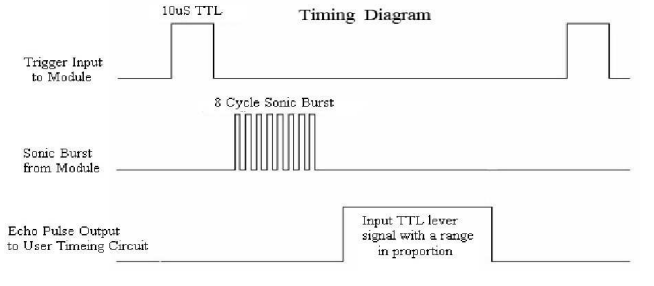 10uS TTL
Timing Diagram
Trigger Input
to Module
8 Cycle Sonic Burst
Sonic Burst
from Module
Echo Pulse Output
to User Timeing Circuit
Input TTL lever
signal with a range
in proportion